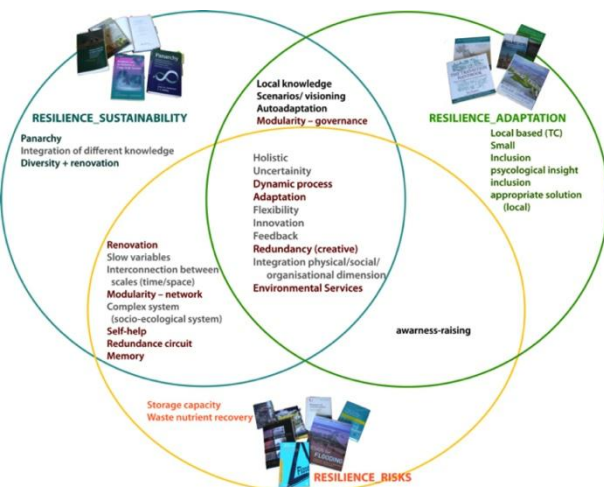 Panarchy
RESILIENCE_SUSTAINABILITY
Panarchy
Integration of different knowledge
Diversity + renovation
Local knowledge
Scenarios/ visioning
Autoadaptation
Modularity – governance
RESILIENCE_ADAPTATION
Local based (TC)
Small
Inclusion
psycological insight
inclusion
appropriate solution
(local)
Holistic
Uncertainity
Dynamic process
Adaptation
Flexibility
Innovation
Feedback
Redundancy (creative)
Integration physical/social/
organisational dimension
Environmental Services
Renovation
Slow variables
Interconnection between
scales (time/space)
Modularity – network
Complex system
(socio-ecological system)
Self-help
Redundance circuit
Memory
awarness-raising
Storage capacity
Waste nutrient recovery
FLOODING
RESILIENCE_RISKS